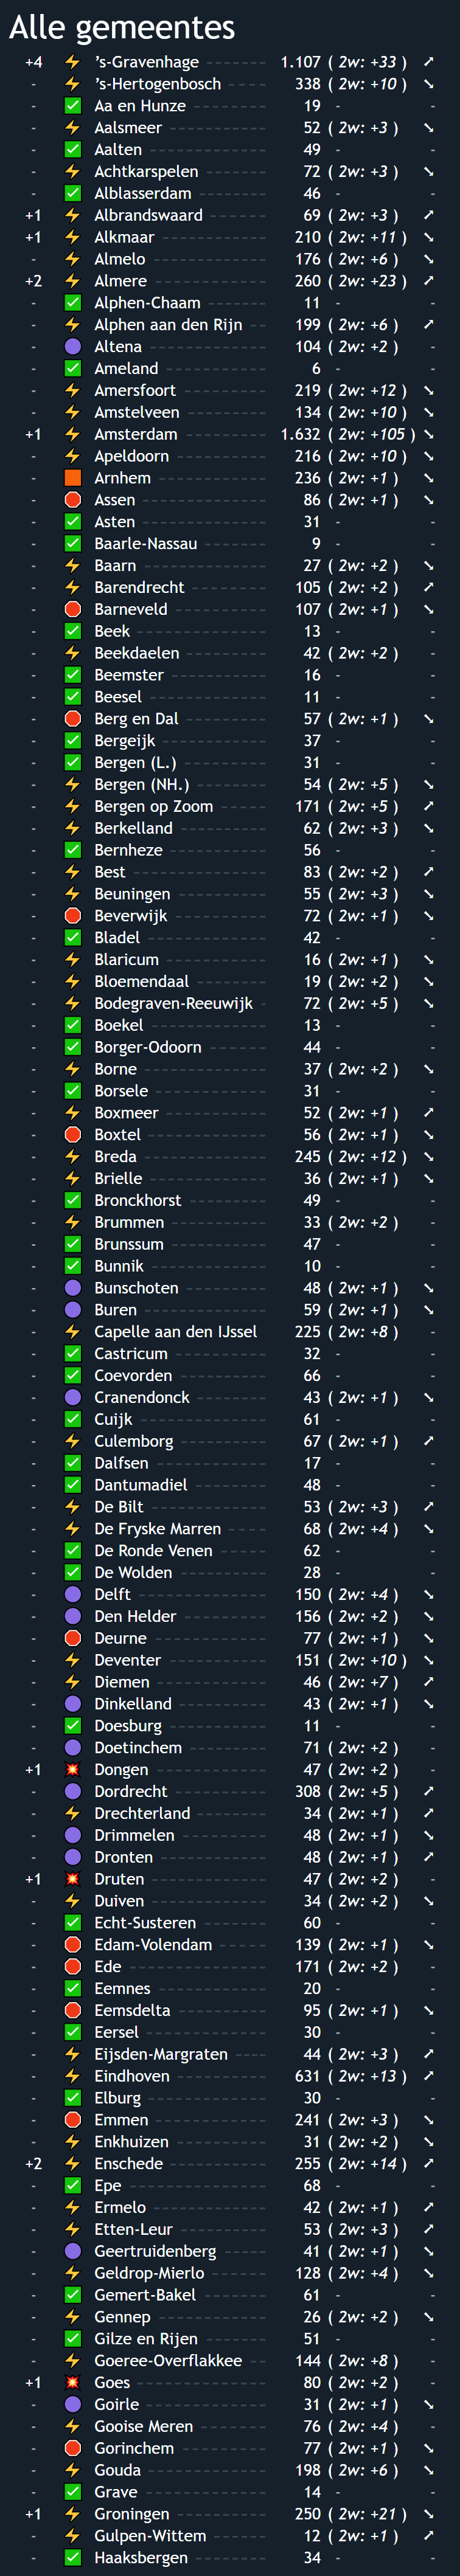 Alle gemeentes
+4 ⚡ ’s-Gravenhage 1.107 ( 2w: +33 ) ➚
- ⚡ ’s-Hertogenbosch 338 ( 2w: +10 ) ➘
- ✅ Aa en Hunze 19 - -
- ⚡ Aalsmeer 52 ( 2w: +3 ) ➘
- ✅ Aalten 49 - -
- ⚡ Achtkarspelen 72 ( 2w: +3 ) ➘
- ✅ Alblasserdam 46 - -
+1 ⚡ Albrandswaard 69 ( 2w: +3 ) ➚
+1 ⚡ Alkmaar 210 ( 2w: +11 ) ➘
- ⚡ Almelo 176 ( 2w: +6 ) ➘
+2 ⚡ Almere 260 ( 2w: +23 ) ➚
- ✅ Alphen-Chaam 11 - -
- ⚡ Alphen aan den Rijn 199 ( 2w: +6 ) ➚
- 🟣 Altena 104 ( 2w: +2 ) -
- ✅ Ameland 6 - -
- ⚡ Amersfoort 219 ( 2w: +12 ) ➘
- ⚡ Amstelveen 134 ( 2w: +10 ) ➘
+1 ⚡ Amsterdam 1.632 ( 2w: +105 ) ➘
- ⚡ Apeldoorn 216 ( 2w: +10 ) ➘
- 🟧 Arnhem 236 ( 2w: +1 ) ➘
- 🛑 Assen 86 ( 2w: +1 ) ➘
- ✅ Asten 31 - -
- ✅ Baarle-Nassau 9 - -
- ⚡ Baarn 27 ( 2w: +2 ) ➘
- ⚡ Barendrecht 105 ( 2w: +2 ) ➚
- 🛑 Barneveld 107 ( 2w: +1 ) ➘
- ✅ Beek 13 - -
- ⚡ Beekdaelen 42 ( 2w: +2 ) -
- ✅ Beemster 16 - -
- ✅ Beesel 11 - -
- 🛑 Berg en Dal 57 ( 2w: +1 ) ➘
- ✅ Bergeijk 37 - -
- ✅ Bergen (L.) 31 - -
- ⚡ Bergen (NH.) 54 ( 2w: +5 ) ➘
- ⚡ Bergen op Zoom 171 ( 2w: +5 ) ➚
- ⚡ Berkelland 62 ( 2w: +3 ) ➘
- ✅ Bernheze 56 - -
- ⚡ Best 83 ( 2w: +2 ) ➚
- ⚡ Beuningen 55 ( 2w: +3 ) ➘
- 🛑 Beverwijk 72 ( 2w: +1 ) ➘
- ✅ Bladel 42 - -
- ⚡ Blaricum 16 ( 2w: +1 ) ➘
- ⚡ Bloemendaal 19 ( 2w: +2 ) ➘
- ⚡ Bodegraven-Reeuwijk 72 ( 2w: +5 ) ➘
- ✅ Boekel 13 - -
- ✅ Borger-Odoorn 44 - -
- ⚡ Borne 37 ( 2w: +2 ) ➘
- ✅ Borsele 31 - -
- ⚡ Boxmeer 52 ( 2w: +1 ) ➚
- 🛑 Boxtel 56 ( 2w: +1 ) ➘
- ⚡ Breda 245 ( 2w: +12 ) ➘
- ⚡ Brielle 36 ( 2w: +1 ) ➘
- ✅ Bronckhorst 49 - -
- ⚡ Brummen 33 ( 2w: +2 ) -
- ✅ Brunssum 47 - -
- ✅ Bunnik 10 - -
- 🟣 Bunschoten 48 ( 2w: +1 ) ➘
- 🟣 Buren 59 ( 2w: +1 ) ➘
- ⚡ Capelle aan den IJssel 225 ( 2w: +8 ) -
- ✅ Castricum 32 - -
- ✅ Coevorden 66 - -
- 🟣 Cranendonck 43 ( 2w: +1 ) ➘
- ✅ Cuijk 61 - -
- ⚡ Culemborg 67 ( 2w: +1 ) ➚
- ✅ Dalfsen 17 - -
- ✅ Dantumadiel 48 - -
- ⚡ De Bilt 53 ( 2w: +3 ) ➚
- ⚡ De Fryske Marren 68 ( 2w: +4 ) ➘
- ✅ De Ronde Venen 62 - -
- ✅ De Wolden 28 - -
- 🟣 Delft 150 ( 2w: +4 ) ➘
- 🟣 Den Helder 156 ( 2w: +2 ) ➘
- 🛑 Deurne 77 ( 2w: +1 ) ➘
- ⚡ Deventer 151 ( 2w: +10 ) ➘
- ⚡ Diemen 46 ( 2w: +7 ) ➚
- 🟣 Dinkelland 43 ( 2w: +1 ) ➘
- ✅ Doesburg 11 - -
- 🟣 Doetinchem 71 ( 2w: +2 ) -
+1 💥 Dongen 47 ( 2w: +2 ) -
- 🟣 Dordrecht 308 ( 2w: +5 ) ➚
- ⚡ Drechterland 34 ( 2w: +1 ) ➚
- 🟣 Drimmelen 48 ( 2w: +1 ) ➘
- 🟣 Dronten 48 ( 2w: +1 ) ➚
+1 💥 Druten 47 ( 2w: +2 ) -
- ⚡ Duiven 34 ( 2w: +2 ) ➘
- ✅ Echt-Susteren 60 - -
- 🛑 Edam-Volendam 139 ( 2w: +1 ) ➘
- 🛑 Ede 171 ( 2w: +2 ) -
- ✅ Eemnes 20 - -
- 🛑 Eemsdelta 95 ( 2w: +1 ) ➘
- ✅ Eersel 30 - -
- ⚡ Eijsden-Margraten 44 ( 2w: +3 ) ➚
- ⚡ Eindhoven 631 ( 2w: +13 ) ➚
- ✅ Elburg 30 - -
- 🛑 Emmen 241 ( 2w: +3 ) ➘
- ⚡ Enkhuizen 31 ( 2w: +2 ) ➘
+2 ⚡ Enschede 255 ( 2w: +14 ) ➚
- ✅ Epe 68 - -
- ⚡ Ermelo 42 ( 2w: +1 ) ➚
- ⚡ Etten-Leur 53 ( 2w: +3 ) ➚
- 🟣 Geertruidenberg 41 ( 2w: +1 ) ➘
- ⚡ Geldrop-Mierlo 128 ( 2w: +4 ) ➘
- ✅ Gemert-Bakel 61 - -
- ⚡ Gennep 26 ( 2w: +2 ) ➘
- ✅ Gilze en Rijen 51 - -
- ⚡ Goeree-Overflakkee 144 ( 2w: +8 ) -
+1 💥 Goes 80 ( 2w: +2 ) -
- 🟣 Goirle 31 ( 2w: +1 ) ➘
- ⚡ Gooise Meren 76 ( 2w: +4 ) -
- 🛑 Gorinchem 77 ( 2w: +1 ) ➘
- ⚡ Gouda 198 ( 2w: +6 ) ➘
- ✅ Grave 14 - -
+1 ⚡ Groningen 250 ( 2w: +21 ) ➘
- ⚡ Gulpen-Wittem 12 ( 2w: +1 ) ➚
- ✅ Haaksbergen 34 - -